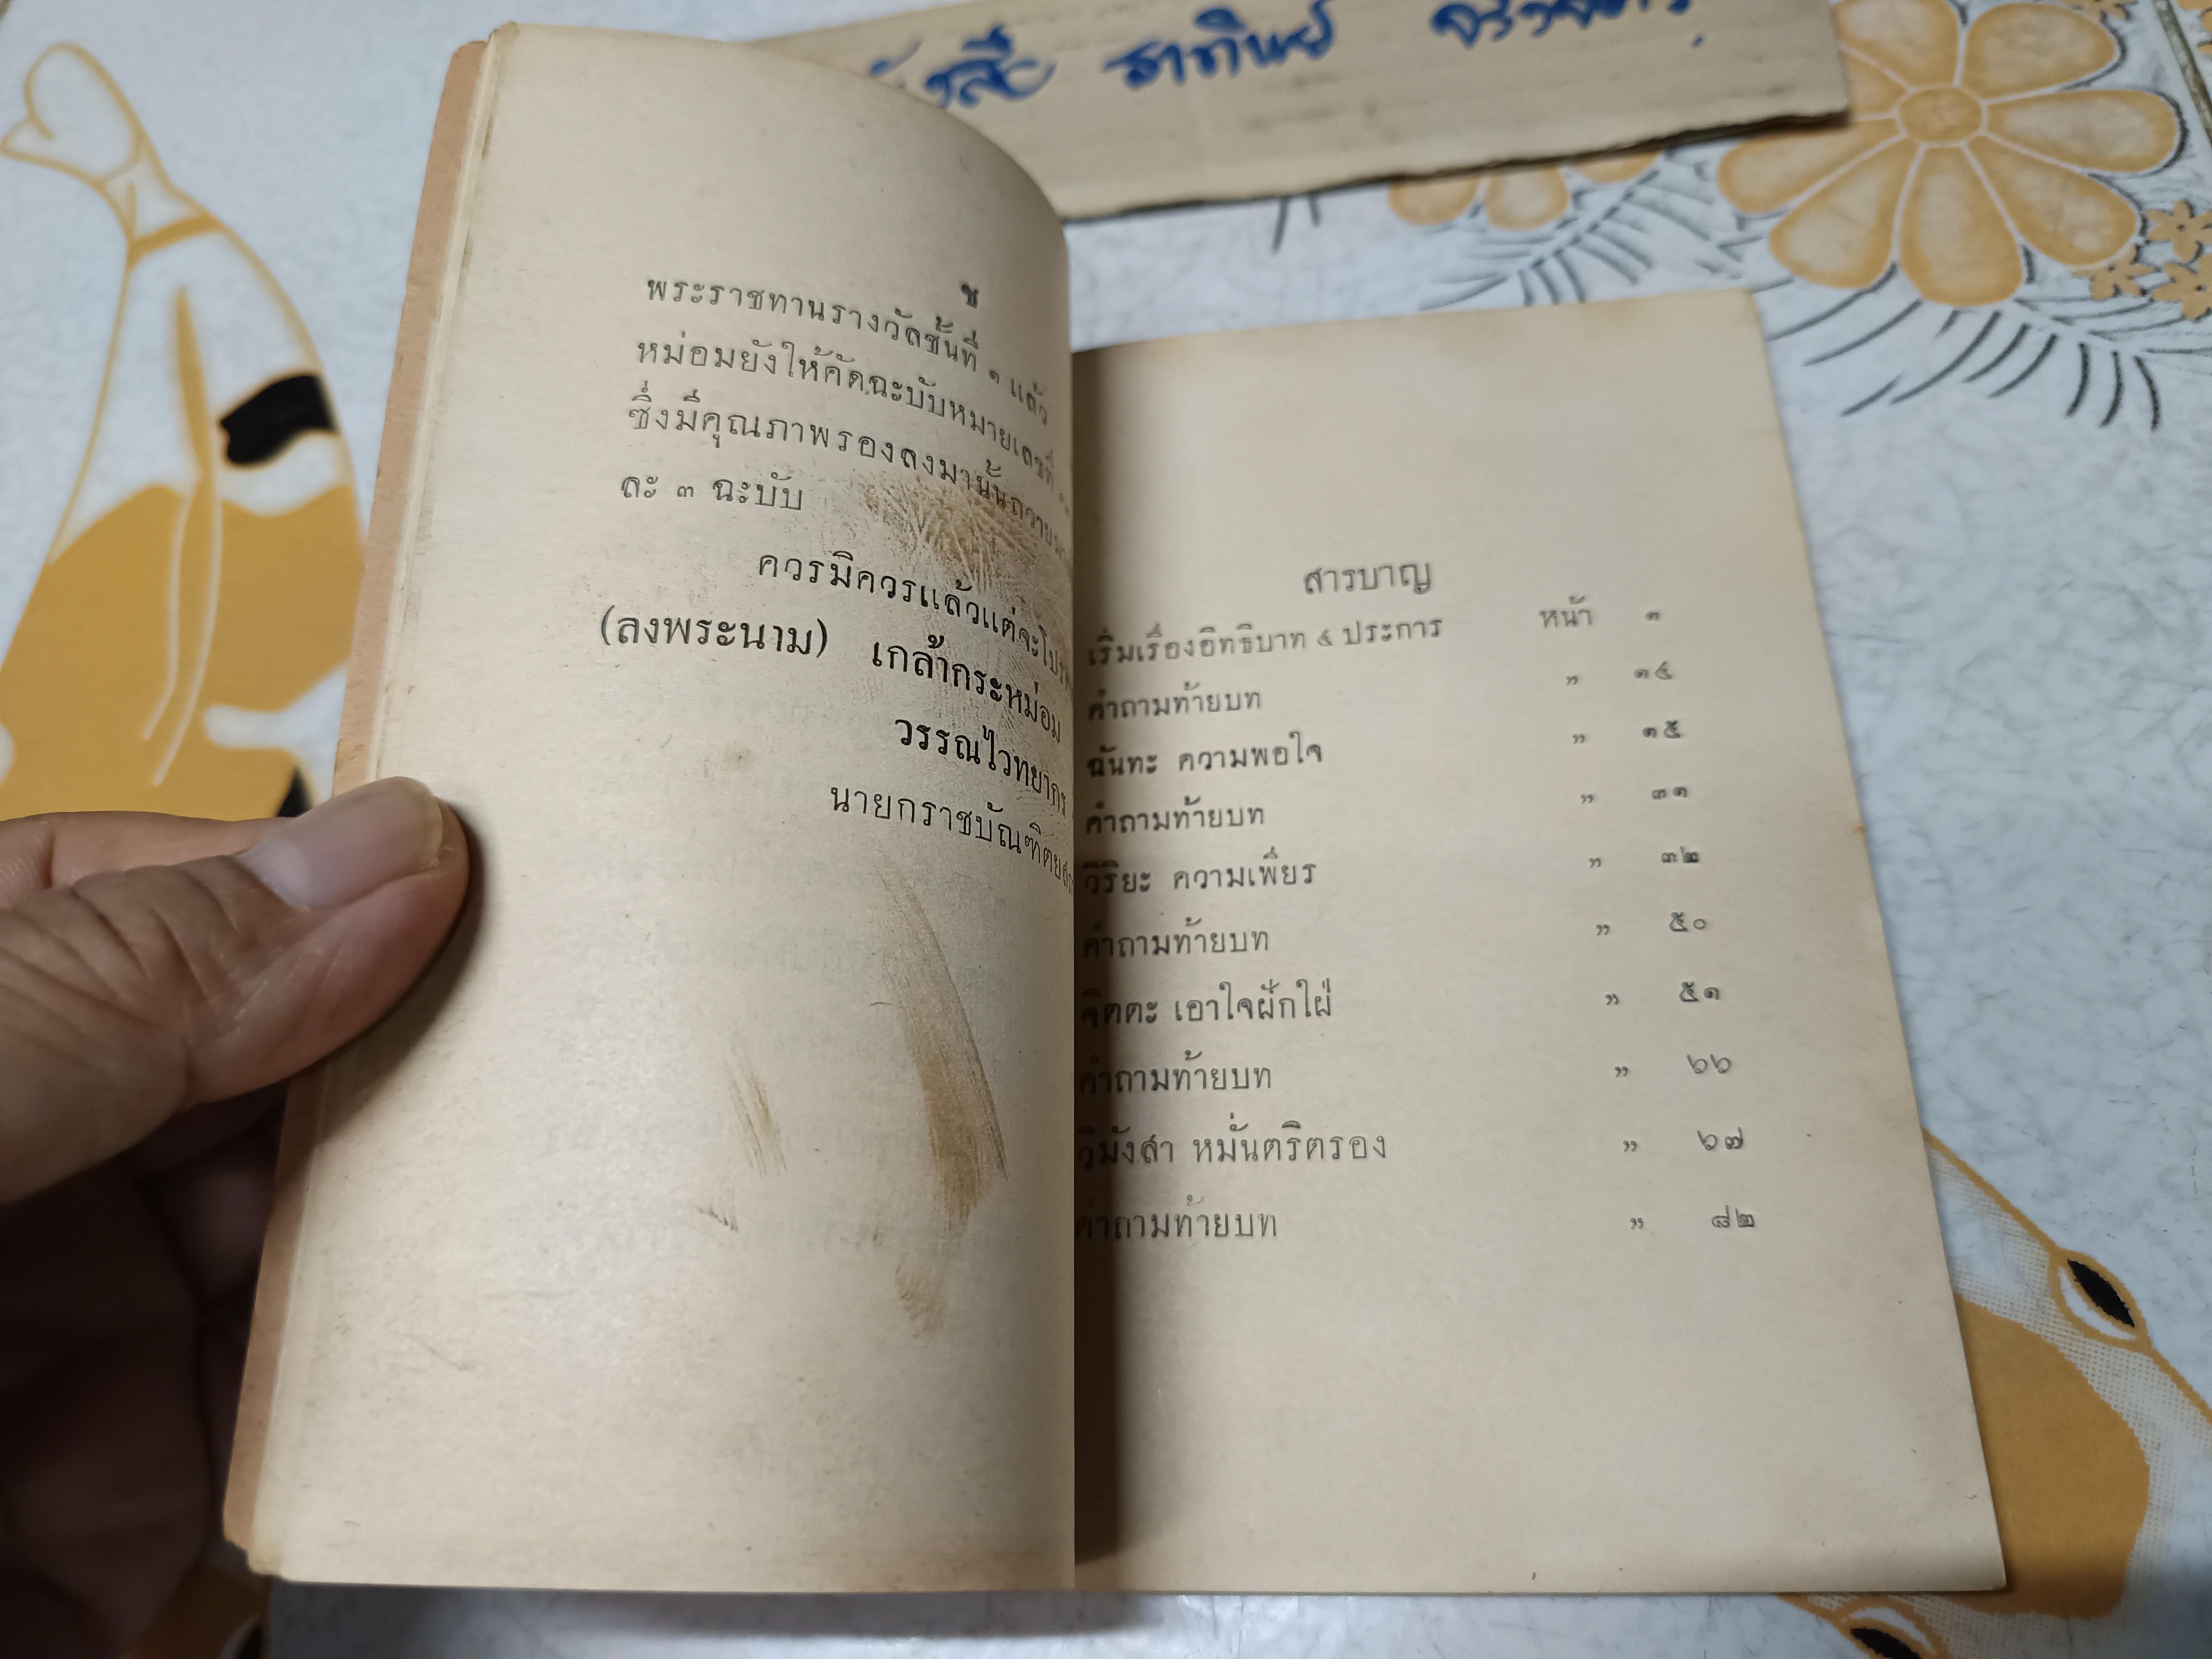 ธาทิพย์
ช
พระราชทานรางวัลชั้นที่ ๑ แล้ว
หม่อมยังให้คัดฉะบับหมายเลขที่
ซึ่งมีคุณภาพรองลงมานั้นถวาย
ละ ๓ ฉะบับ
ควรมิควรแล้วแต่จะ
(ลงพระนาม) เกล้ากระหม่อม
วรรณไวทยากร
นายกราชบัณฑิตย
สารบาญ
เริ่มเรื่องอิทธิบาท ๔ ประการ หน้า ๑
คำถามท้ายบท ” ๑๔
ฉันทะ ความพอใจ ” ๑๕
คำถามท้ายบท ” ๓๑
วิริยะ ความเพียร ” ๓๒
คำถามท้ายบท ” ๕๐
จิตตะ เอาใจฝักใฝ่ ” ๕๑
คำถามท้ายบท ” ๖๖
วิมังสา หมั่นตริตรอง ” ๖๗
คำถามท้ายบท ” ๘๒